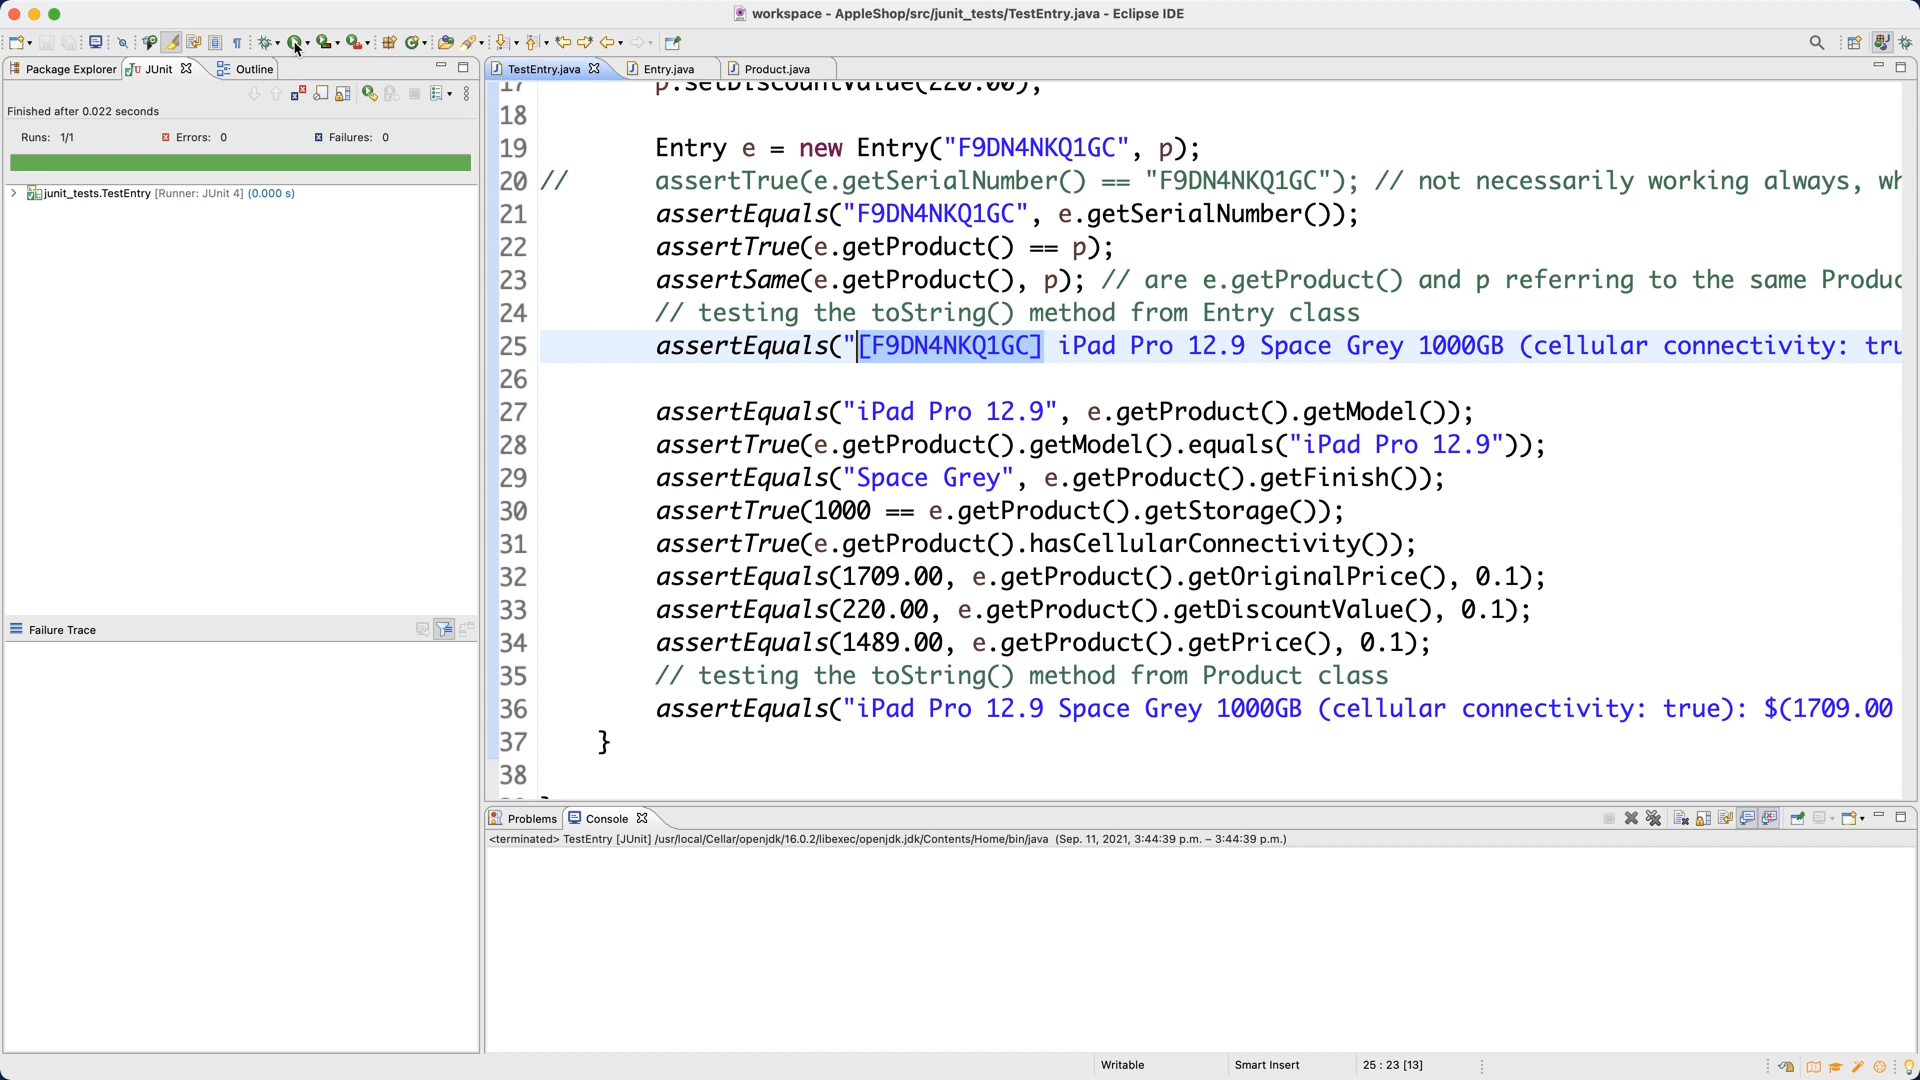 workspace - AppleShop/src/junit_tests/TestEntry.java - Eclipse IDE
Package Explorer
JUnit
Outline
TestEntry.java
Entry.java
Product.java
Finished after 0.022 seconds
Runs: 1/1
Errors: 0
Failures: 0
junit_tests.TestEntry [Runner: JUnit 4] (0.000 s)
Failure Trace
17 p.setDiscountValue(220.00);
18
19 Entry e = new Entry("F9DN4NKQ1GC", p);
20 // assertTrue(e.getSerialNumber() == "F9DN4NKQ1GC"); // not necessarily working always, wh
21 assertEquals("F9DN4NKQ1GC", e.getSerialNumber());
22 assertTrue(e.getProduct() == p);
23 assertSame(e.getProduct(), p); // are e.getProduct() and p referring to the same Produc
24 // testing the toString() method from Entry class
25 assertEquals("[F9DN4NKQ1GC] iPad Pro 12.9 Space Grey 1000GB (cellular connectivity: tru
26
27 assertEquals("iPad Pro 12.9", e.getProduct().getModel());
28 assertTrue(e.getProduct().getModel().equals("iPad Pro 12.9"));
29 assertEquals("Space Grey", e.getProduct().getFinish());
30 assertTrue(1000 == e.getProduct().getStorage());
31 assertTrue(e.getProduct().hasCellularConnectivity());
32 assertEquals(1709.00, e.getProduct().getOriginalPrice(), 0.1);
33 assertEquals(220.00, e.getProduct().getDiscountValue(), 0.1);
34 assertEquals(1489.00, e.getProduct().getPrice(), 0.1);
35 // testing the toString() method from Product class
36 assertEquals("iPad Pro 12.9 Space Grey 1000GB (cellular connectivity: true): $(1709.00
37 }
38
Problems
Console
<terminated> TestEntry [JUnit] /usr/local/Cellar/openjdk/16.0.2/libexec/openjdk.jdk/Contents/Home/bin/java (Sep. 11, 2021, 3:44:39 p.m. – 3:44:39 p.m.)
Writable
Smart Insert
25 : 23 [13]